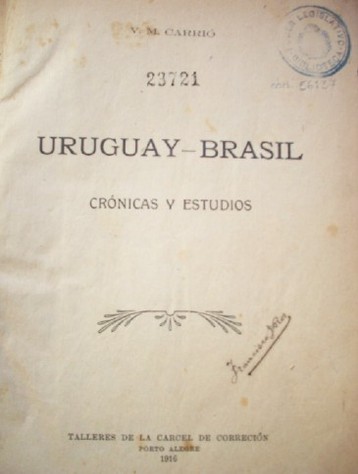 V. M. CARRIÓ
23721
URUGUAY-BRASIL
CRÓNICAS Y ESTUDIOS
TALLERES DE LA CARCEL DE CORRECIÓN
PORTO ALEGRE
1916